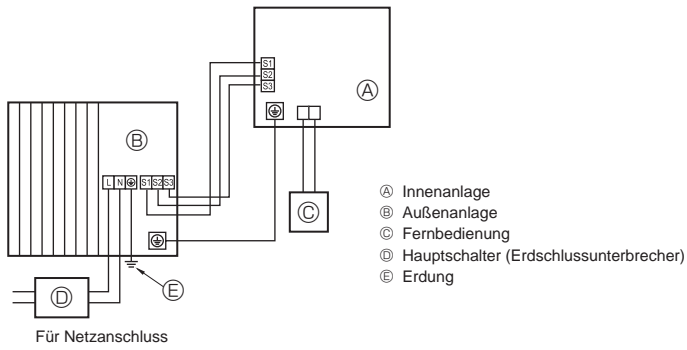 S1
S2
S3
Ⓐ
Ⓑ
L N S1 S2 S3
Ⓒ
Ⓓ
Ⓔ
Für Netzanschluss
Ⓐ Innenanlage
Ⓑ Außenanlage
Ⓒ Fernbedienung
Ⓓ Hauptschalter (Erdschlussunterbrecher)
Ⓔ Erdung